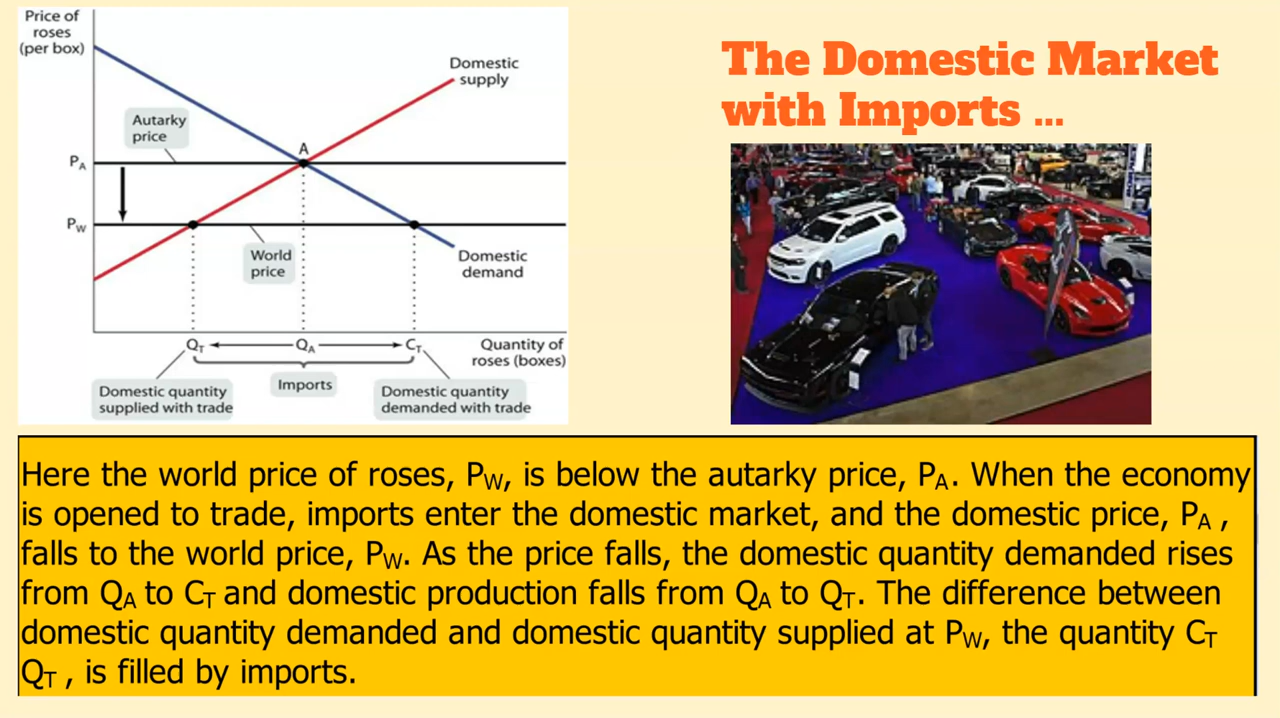 Price of
roses
(per box)
Domestic
supply
Autarky
price
A
PA
PW
World
price
Domestic
demand
QT
QA
CT
Quantity of
roses (boxes)
Imports
Domestic quantity
supplied with trade
Domestic quantity
demanded with trade
The Domestic Market
with Imports ...
Here the world price of roses, PW, is below the autarky price, PA. When the economy
is opened to trade, imports enter the domestic market, and the domestic price, PA ,
falls to the world price, PW. As the price falls, the domestic quantity demanded rises
from QA to CT and domestic production falls from QA to QT. The difference between
domestic quantity demanded and domestic quantity supplied at PW, the quantity CT
QT , is filled by imports.